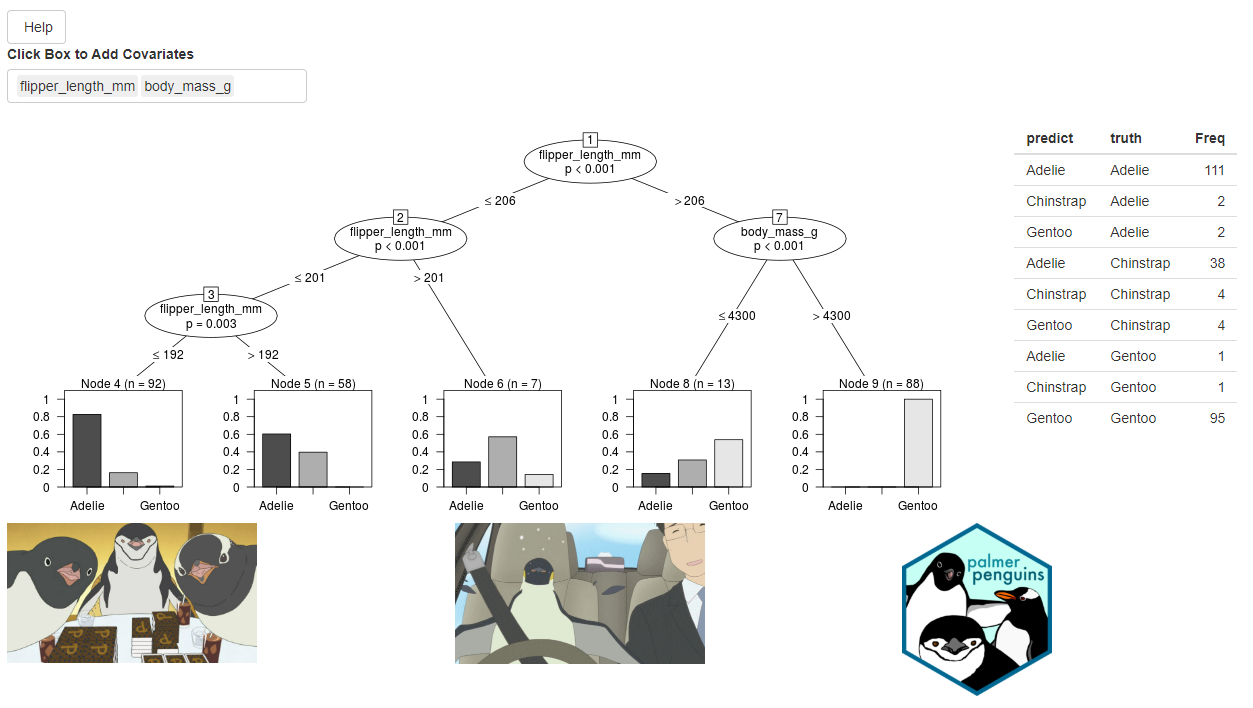 Help
Click Box to Add Covariates
flipper_length_mm body_mass_g
1
flipper_length_mm
p < 0.001
≤ 206
> 206
2
flipper_length_mm
p < 0.001
7
body_mass_g
p < 0.001
≤ 201
> 201
3
flipper_length_mm
p = 0.003
≤ 4300
> 4300
≤ 192
> 192
Node 4 (n = 92)
1
0.8
0.6
0.4
0.2
0
Adelie Gentoo
Node 5 (n = 58)
1
0.8
0.6
0.4
0.2
0
Adelie Gentoo
Node 6 (n = 7)
1
0.8
0.6
0.4
0.2
0
Adelie Gentoo
Node 8 (n = 13)
1
0.8
0.6
0.4
0.2
0
Adelie Gentoo
Node 9 (n = 88)
1
0.8
0.6
0.4
0.2
0
Adelie Gentoo
predict truth Freq
Adelie Adelie 111
Chinstrap Adelie 2
Gentoo Adelie 2
Adelie Chinstrap 38
Chinstrap Chinstrap 4
Gentoo Chinstrap 4
Adelie Gentoo 1
Chinstrap Gentoo 1
Gentoo Gentoo 95
palmer
penguins